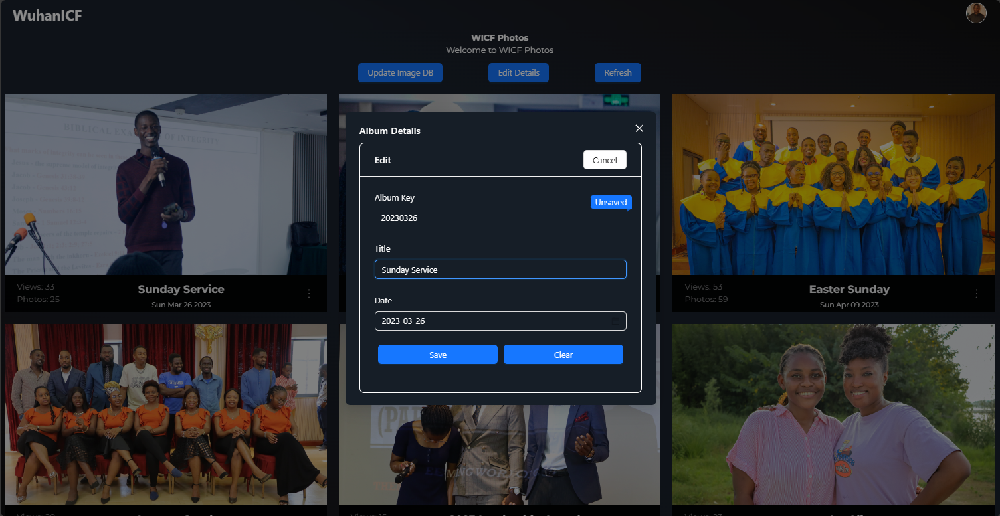 WuhanICF
WICF Photos
Welcome to WICF Photos
Update Image DB
Edit Details
Refresh
BIBLICAL
OF INTEGRITY
Album Details
Edit
Cancel
Album Key
Unsaved
20230326
Title
Sunday Service
Date
2023-03-26
Save
Clear
Views: 33
Photos: 25
Sunday Service
Sun Mar 26 2023
Views: 53
Photos: 59
Easter Sunday
Sun Apr 09 2023